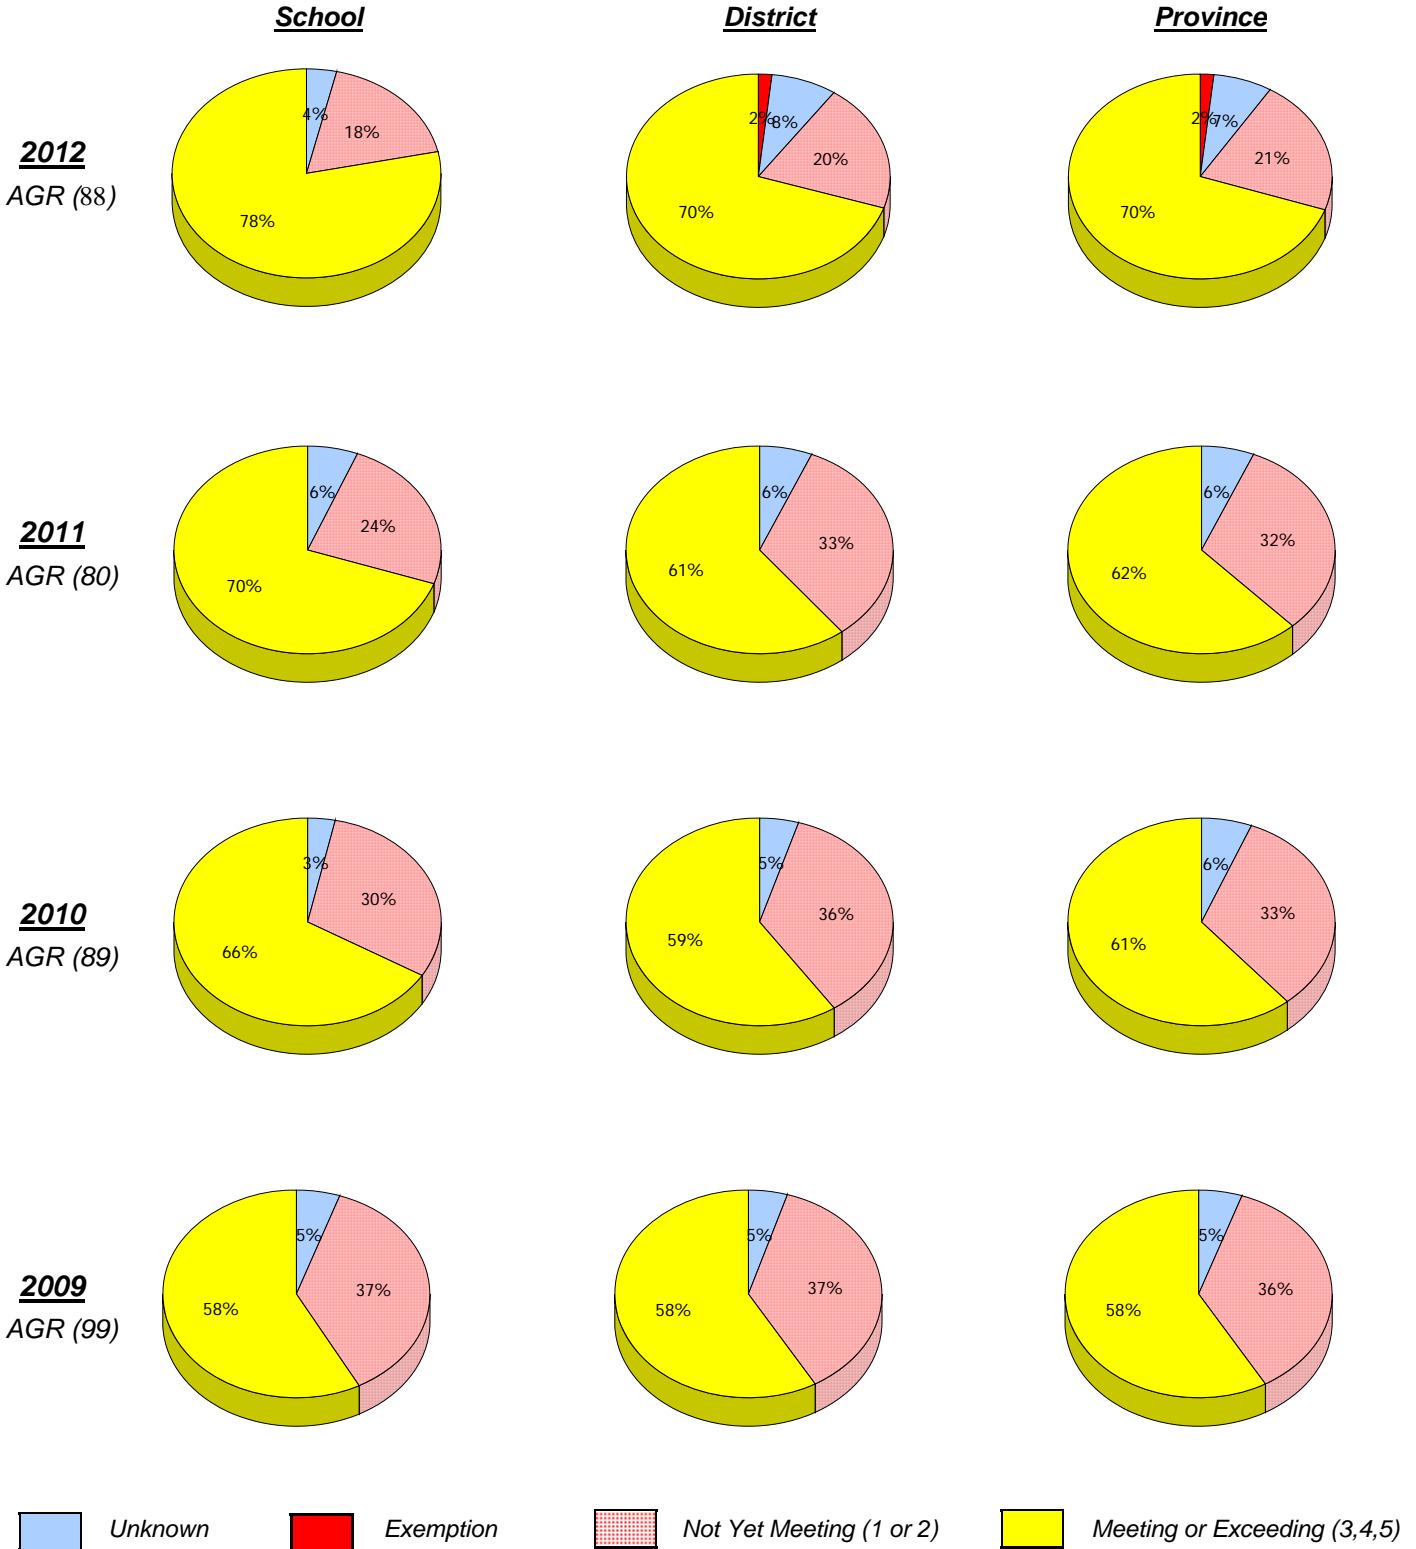 School District Province
4% 18% 78%
2% 8% 20% 70%
2% 7% 21% 70%
2012
AGR (88)
6% 24% 70%
6% 33% 61%
6% 32% 62%
2011
AGR (80)
3% 30% 66%
5% 36% 59%
6% 33% 61%
2010
AGR (89)
5% 37% 58%
5% 37% 58%
5% 36% 58%
2009
AGR (99)
Unknown Exemption Not Yet Meeting (1 or 2) Meeting or Exceeding (3,4,5)